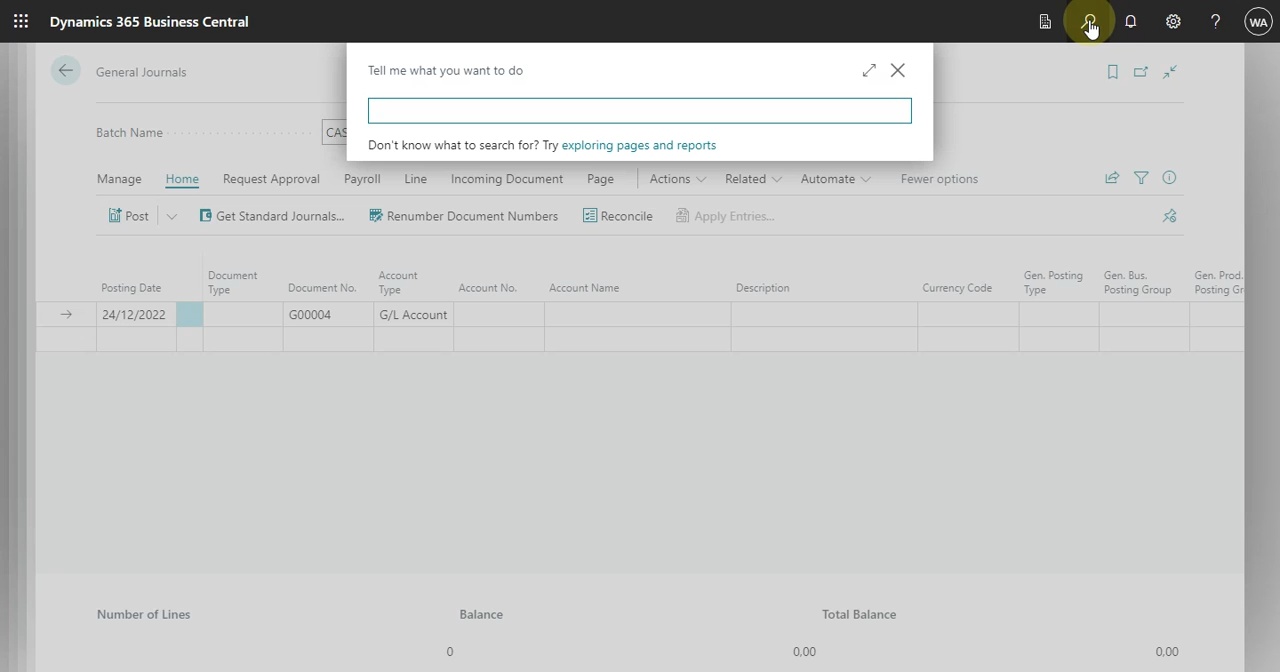 Dynamics 365 Business Central
WA
Tell me what you want to do
General Journals
Batch Name
CAS
Don't know what to search for? Try exploring pages and reports
Manage Home Request Approval Payroll Line Incoming Document Page Actions Related Automate Fewer options
Post Get Standard Journals... Renumber Document Numbers Reconcile Apply Entries...
Posting Date Document Type Document No. Account Type Account No. Account Name Description Currency Code Gen. Posting Type Gen. Bus. Posting Group Gen. Prod. Posting Gr
24/12/2022 G00004 G/L Account
Number of Lines Balance Total Balance
0 0,00 0,00